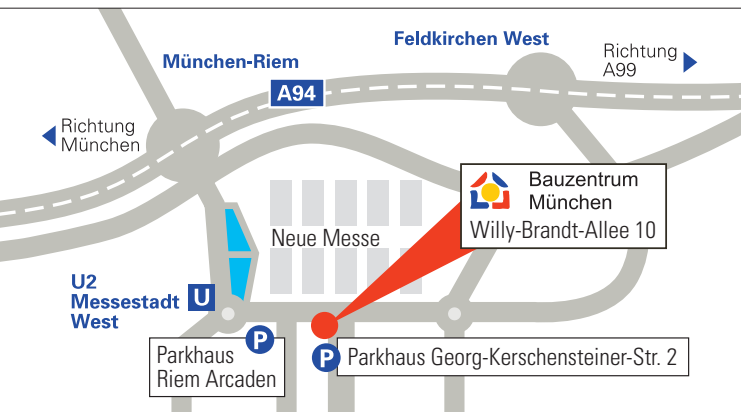 Feldkirchen West
Richtung
A99
München-Riem
A94
Richtung
München
Bauzentrum
München
Willy-Brandt-Allee 10
Neue Messe
U2
Messestadt
West
U
P
Parkhaus
Riem Arcaden
P
Parkhaus Georg-Kerschensteiner-Str. 2